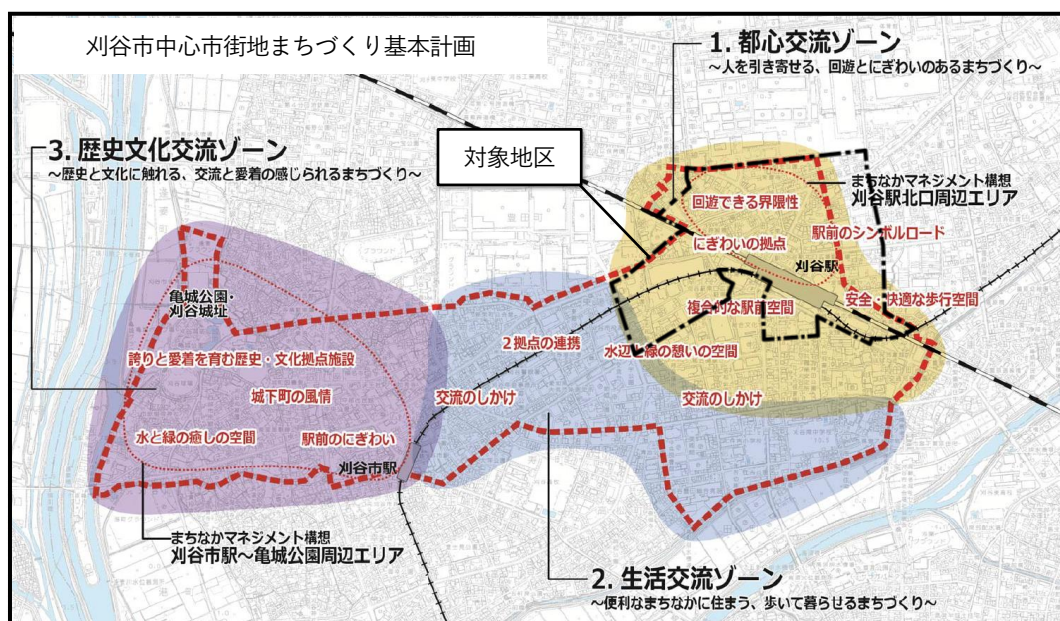 刈谷市中心市街地まちづくり基本計画
1. 都心交流ゾーン
～人を引き寄せる、回遊とにぎわいのあるまちづくり～
3. 歴史文化交流ゾーン
～歴史と文化に触れる、交流と愛着の感じられるまちづくり～
対象地区
まちなかマネジメント構想
刈谷駅北口周辺エリア
回遊できる界隈性
駅前のシンボルロード
にぎわいの拠点
刈谷駅
亀城公園・
刈谷城址
安全・快適な歩行空間
複合的な駅前空間
2拠点の連携
水辺と緑の憩いの空間
誇りと愛着を育む歴史・文化拠点施設
城下町の風情
交流のしかけ
交流のしかけ
水と緑の癒しの空間
駅前のにぎわい
刈谷市駅
まちなかマネジメント構想
刈谷市駅～亀城公園周辺エリア
2. 生活交流ゾーン
～便利なまちなかに住まう、歩いて暮らせるまちづくり～